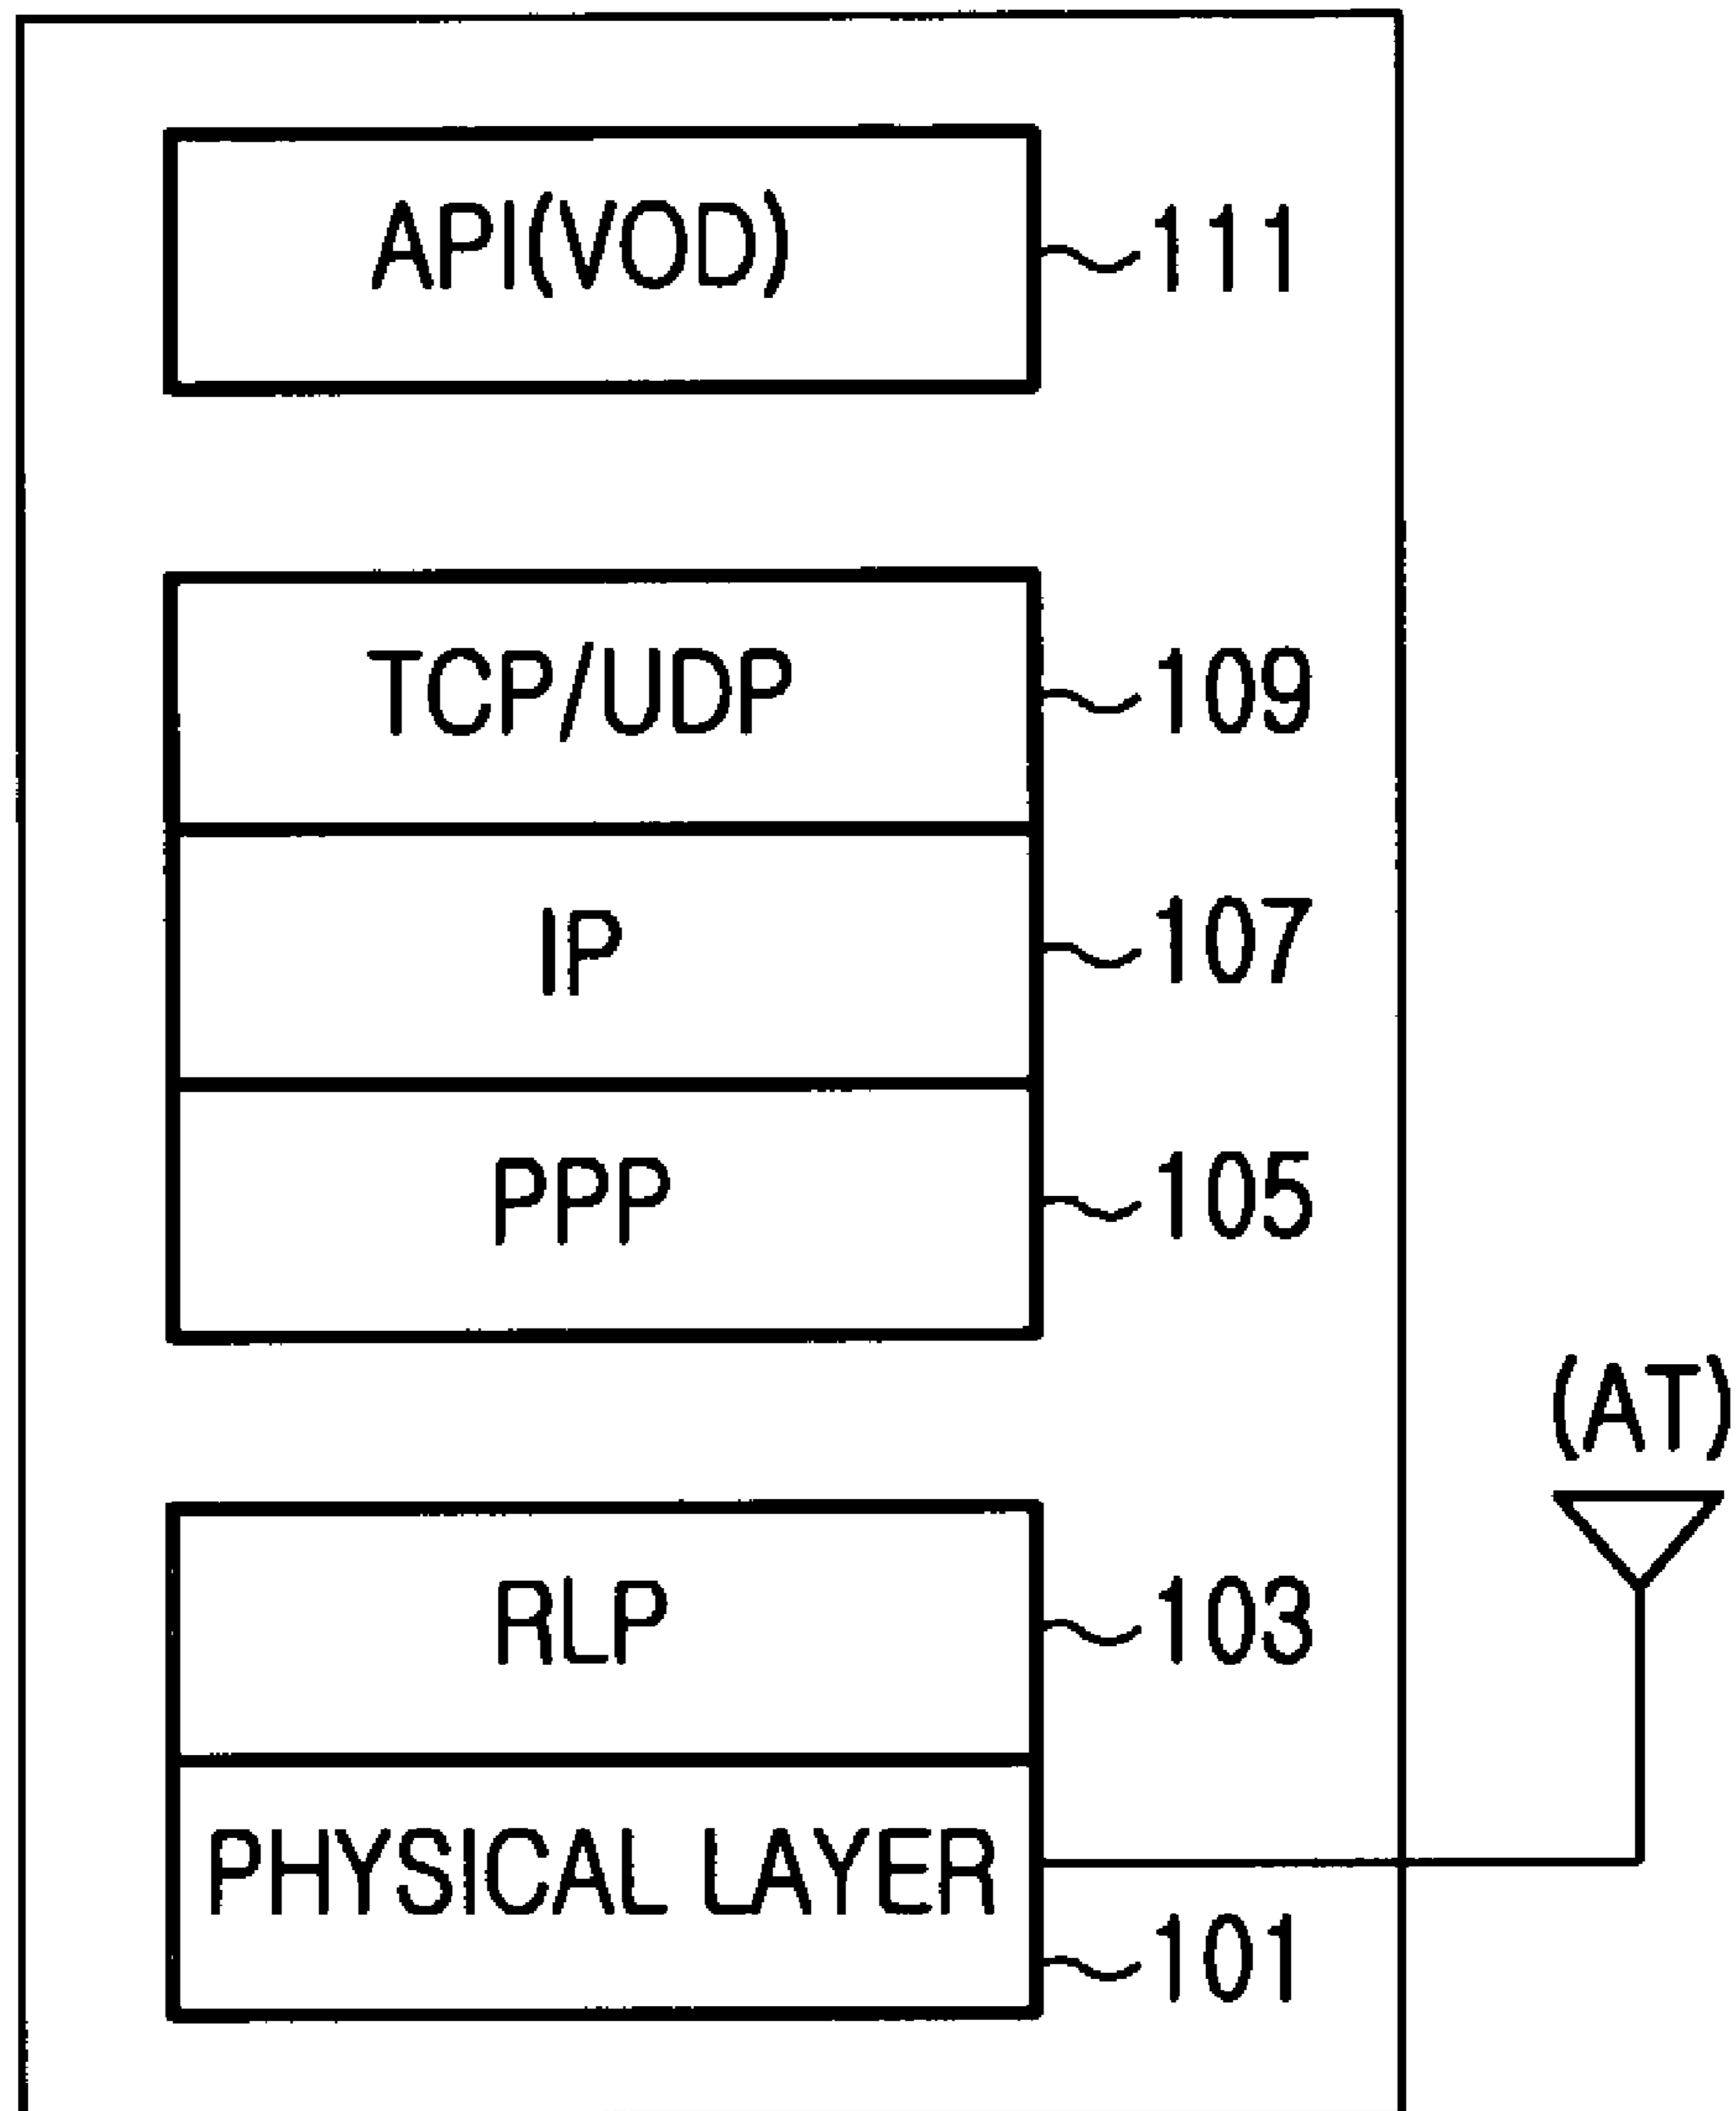 API(VOD) 111
TCP/UDP 109
IP 107
PPP 105
(AT)
RLP 103
PHYSICAL LAYER
101